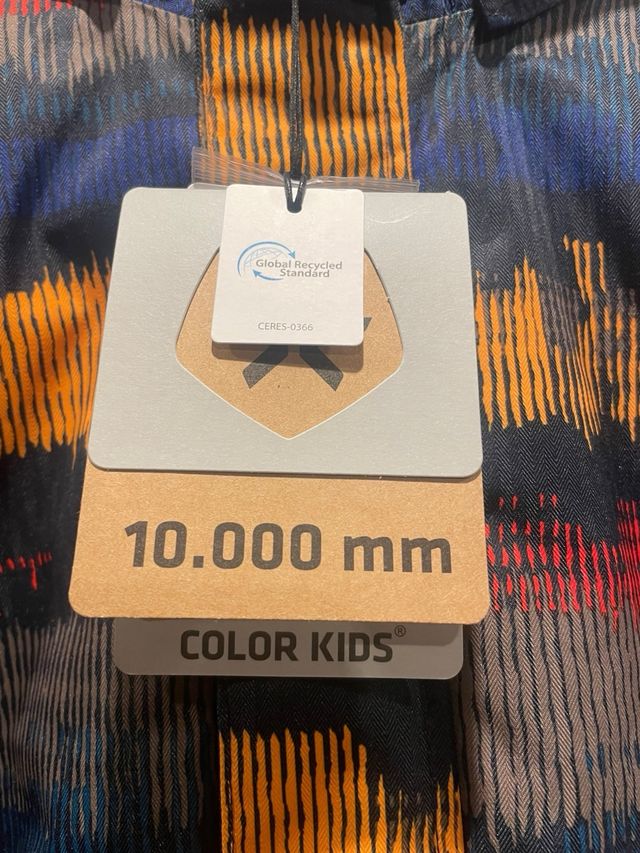 Global Recycled
Standard
CERES-0366
10.000 mm
COLOR KIDS®